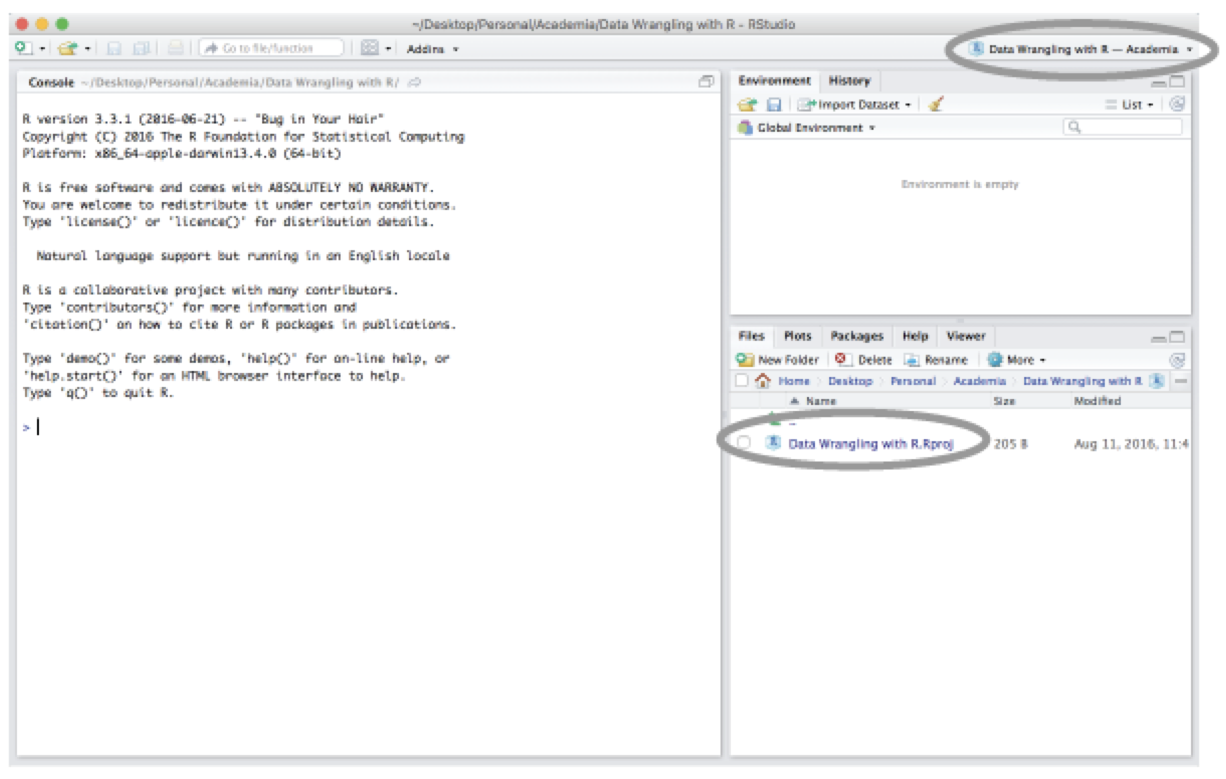 ~/Desktop/Personal/Academia/Data Wrangling with R - RStudio
Go to file/function
Addins
Data Wrangling with R — Academia
Console ~/Desktop/Personal/Academia/Data Wrangling with R/
R version 3.3.1 (2016-06-21) -- "Bug in Your Hair"
Copyright (C) 2016 The R Foundation for Statistical Computing
Platform: x86_64-apple-darwin13.4.0 (64-bit)
R is free software and comes with ABSOLUTELY NO WARRANTY.
You are welcome to redistribute it under certain conditions.
Type 'license()' or 'licence()' for distribution details.
Natural language support but running in an English locale
R is a collaborative project with many contributors.
Type 'contributors()' for more information and
'citation()' on how to cite R or R packages in publications.
Type 'demo()' for some demos, 'help()' for on-line help, or
'help.start()' for an HTML browser interface to help.
Type 'q()' to quit R.
>
Environment History
Import Dataset List
Global Environment
Environment is empty
Files Plots Packages Help Viewer
New Folder Delete Rename More
Home Desktop Personal Academia Data Wrangling with R
Name Size Modified
..
Data Wrangling with R.Rproj 205 B Aug 11, 2016, 11:4